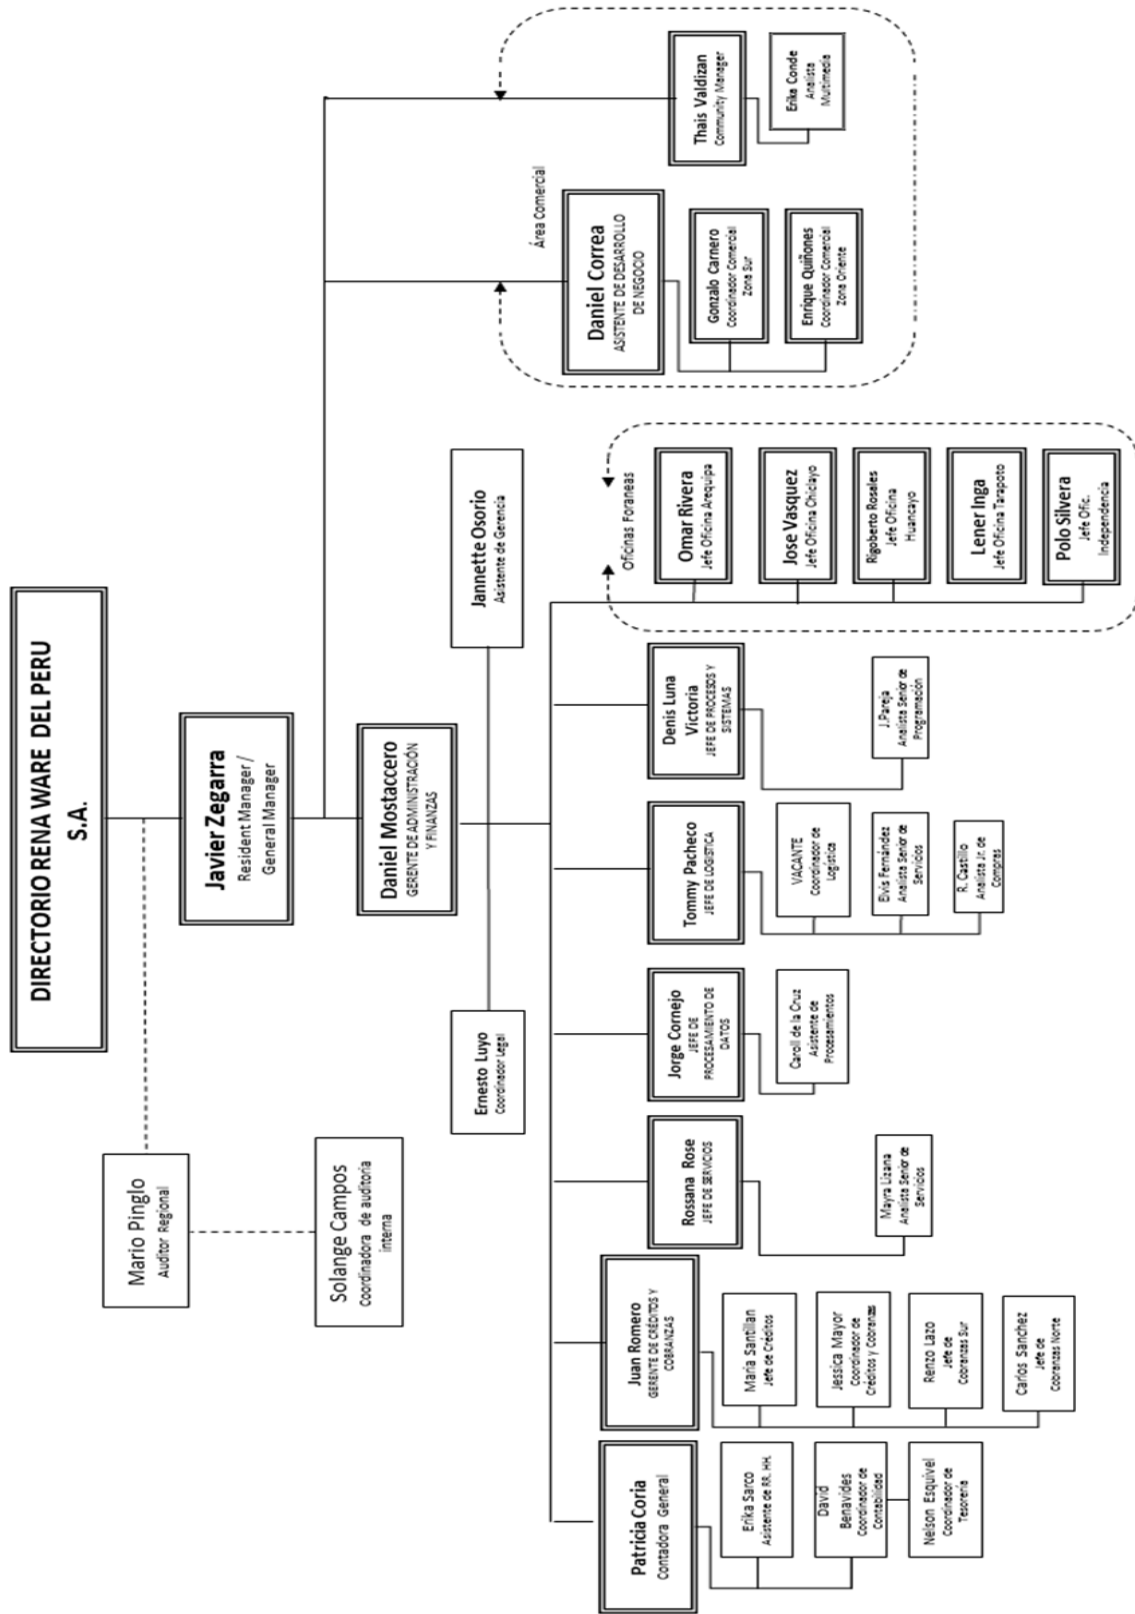 DIRECTORIO RENA WARE DEL PERU
S.A.
Mario Pinglo
Auditor Regional
Solange Campos
Coordinadora de auditoria
interna
Javier Zegarra
Resident Manager /
General Manager
Daniel Mostaccero
GERENTE DE ADMINISTRACIÓN
Y FINANZAS
Ernesto Luyo
Coordinador Legal
Jannette Osorio
Asistente de Gerencia
Patricia Coria
Contadora General
Erika Sarco
Asistente de RR. HH.
David
Benavides
Coordinador de
Contabilidad
Nelson Esquivel
Coordinador de
Tesoreria
Juan Romero
GERENTE DE CRÉDITOS Y
COBRANZAS
Maria Santillan
Jefe de Créditos
Jessica Mayor
Coordinador de
Créditos y Cobranzas
Renzo Lazo
Jefe de
Cobranzas Sur
Carlos Sanchez
Jefe de
Cobranzas Norte
Rossana Rose
JEFE DE SERVICIOS
Mayra Lizana
Analista Senior de
Servicios
Jorge Cornejo
JEFE DE
PROCESAMIENTO DE
DATOS
Caroll de la Cruz
Asistente de
Procesamientos
Tommy Pacheco
JEFE DE LOGISTICA
VACANTE
Coordinador de
Logística
Elvis Fernández
Analista Senior de
Servicios
R. Castillo
Analista Jr. de
Compras
Denis Luna
Victoria
JEFE DE PROCESOS Y
SISTEMAS
J.Pareja
Analista Senior de
Programación
Oficinas Foraneas
Omar Rivera
Jefe Oficina Arequipa
Jose Vasquez
Jefe Oficina Chiclayo
Rigoberto Rosales
Jefe Oficina
Huancayo
Lener Inga
Jefe Oficina Tarapoto
Polo Silvera
Jefe Ofic.
Independencia
Área Comercial
Daniel Correa
ASISTENTE DE DESARROLLO
DE NEGOCIO
Gonzalo Carnero
Coordinador Comercial
Zona Sur
Enrique Quiñones
Coordinador Comercial
Zona Oriente
Thais Valdizan
Community Manager
Erika Conde
Analista
Multimedia